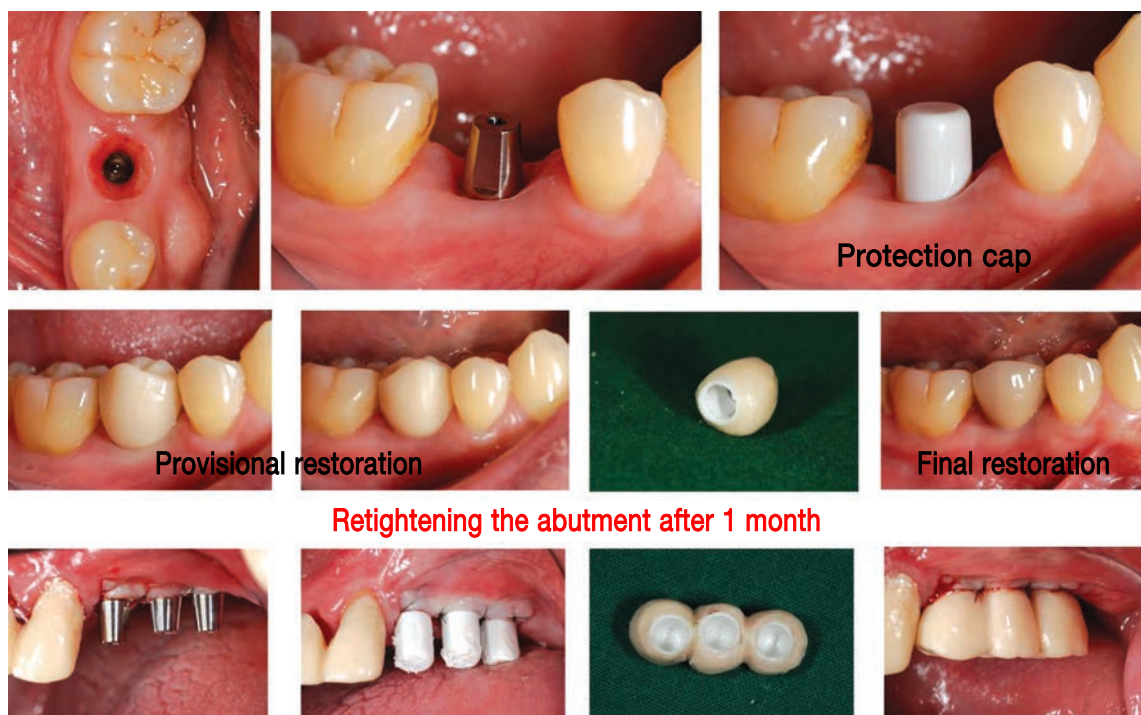 Protection cap
Provisional restoration
Final restoration
Retightening the abutment after 1 month